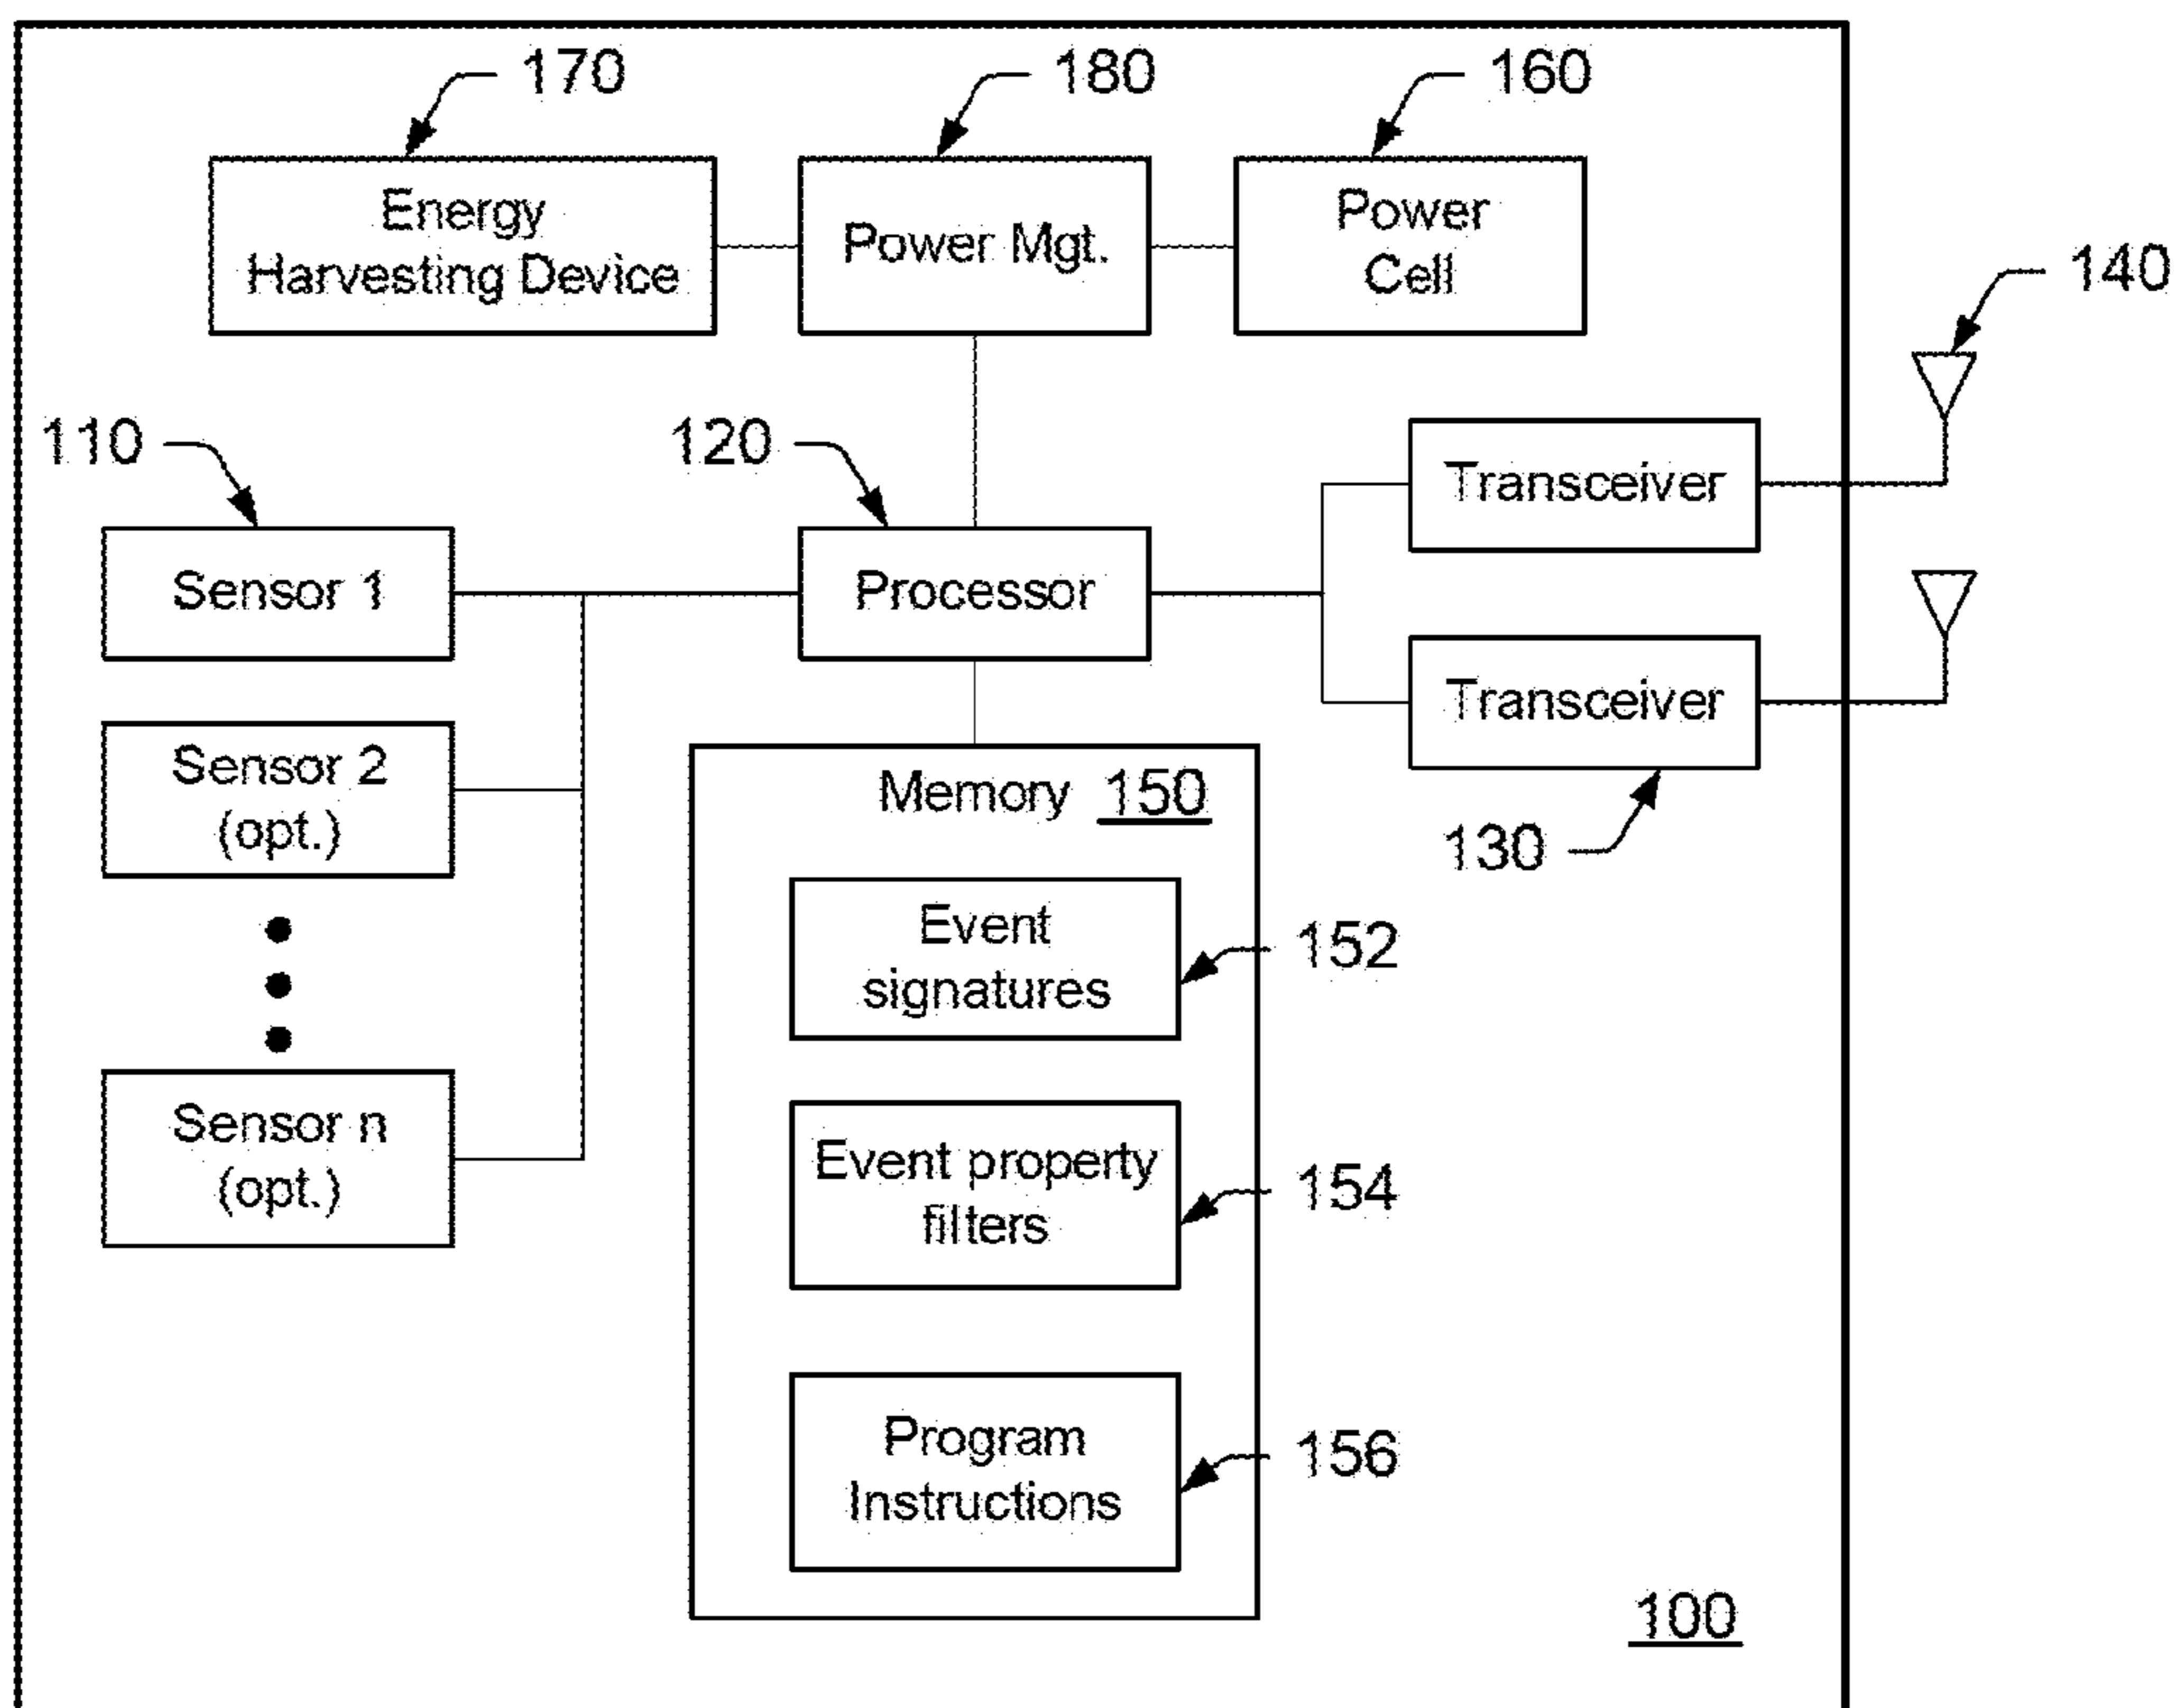 170
180
160
Energy
Harvesting Device
Power Mgt.
Power
Cell
140
110
120
Transceiver
Sensor 1
Processor
Transceiver
Sensor 2
(opt.)
Memory 150
130
Event
signatures
152
Sensor n
(opt.)
Event property
filters
154
Program
Instructions
156
100